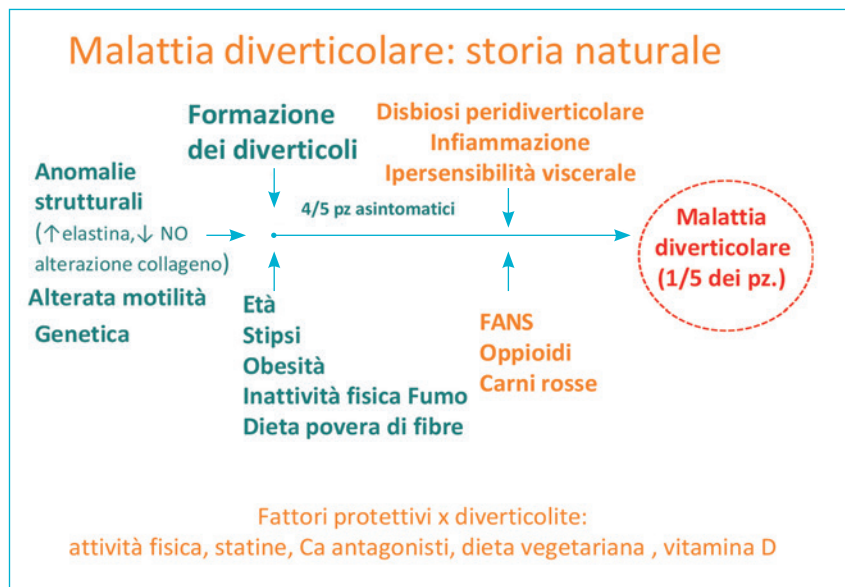 Malattia diverticolare: storia naturale
Formazione
dei diverticoli
Disbiosi peridiverticolare
Infiammazione
Ipersensibilità viscerale
Anomalie
strutturali
(↑elastina,↓ NO
alterazione collageno)
Alterata motilità
Genetica
4/5 pz asintomatici
Malattia
diverticolare
(1/5 dei pz.)
Età
Stipsi
Obesità
Inattività fisica Fumo
Dieta povera di fibre
FANS
Oppioidi
Carni rosse
Fattori protettivi x diverticolite:
attività fisica, statine, Ca antagonisti, dieta vegetariana , vitamina D